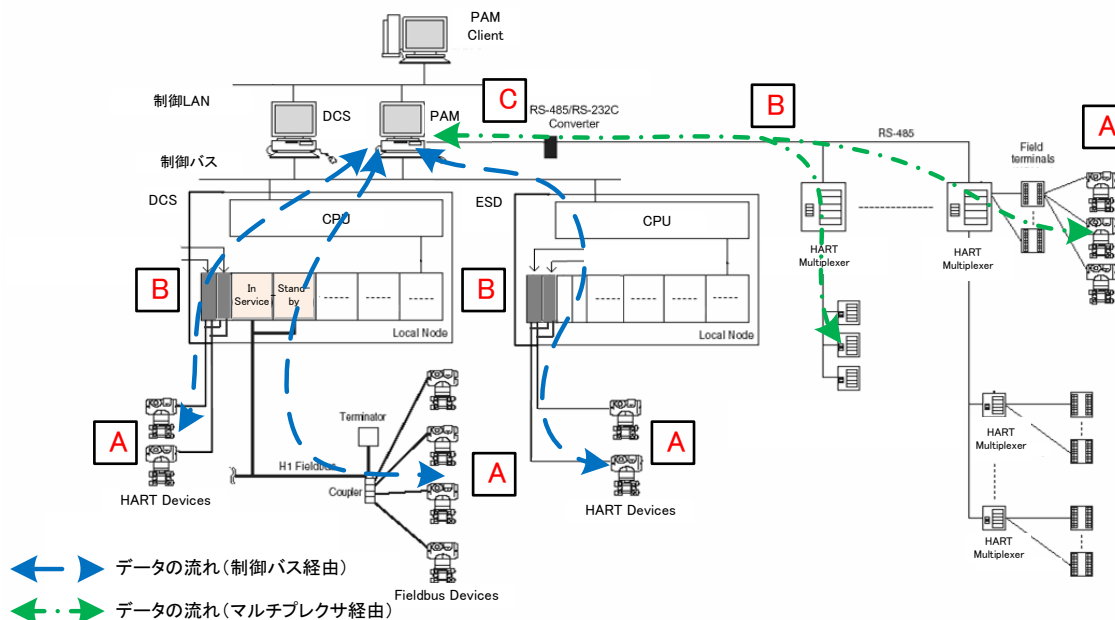 PAM
Client
制御LAN
DCS
PAM
C
RS-485/RS-232C
Converter
B
RS-485
A
Field
terminals
制御バス
DCS
CPU
ESD
CPU
HART
Multiplexer
HART
Multiplexer
B
In
Service
Stand-
by
Local Node
B
Local Node
A
HART Devices
Terminator
H1 Fieldbus
Coupler
A
Fieldbus Devices
A
HART Devices
HART
Multiplexer
HART
Multiplexer
データの流れ(制御バス経由)
データの流れ(マルチプレクサ経由)